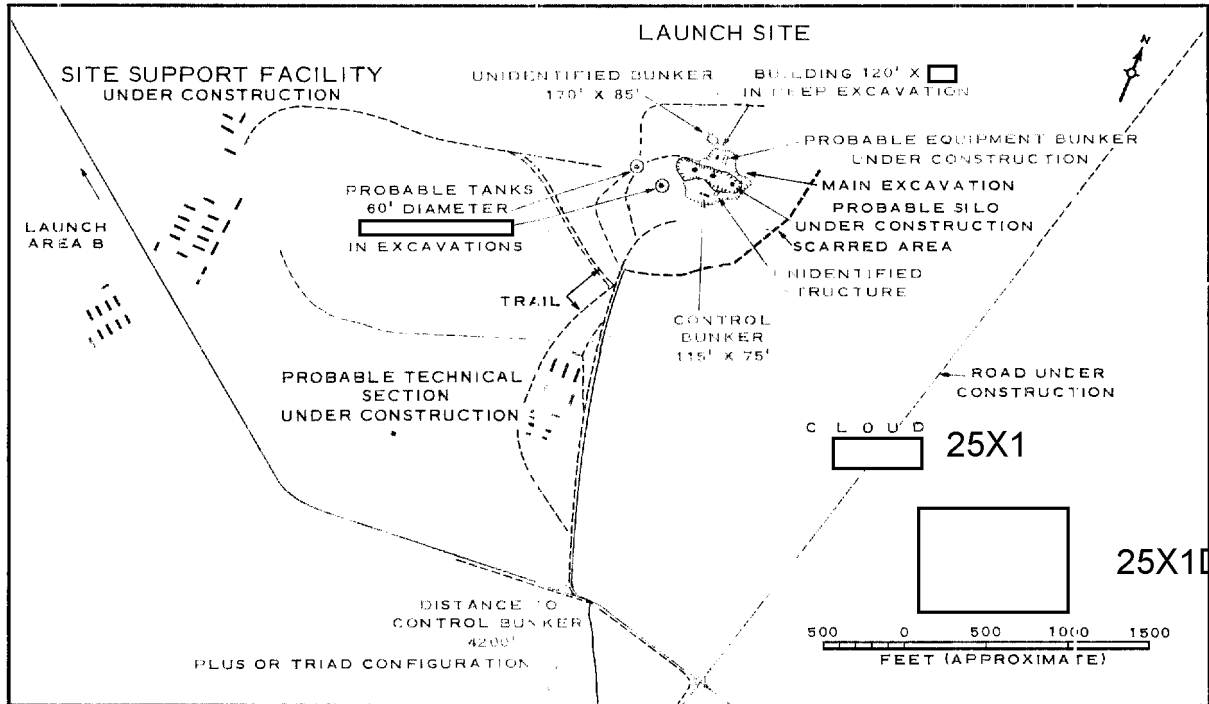 LAUNCH SITE
N
SITE SUPPORT FACILITY
UNDER CONSTRUCTION
UNIDENTIFIED BUNKER
170' X 85'
BUILDING 120' X
IN DEEP EXCAVATION
PROBABLE EQUIPMENT BUNKER
UNDER CONSTRUCTION
MAIN EXCAVATION
PROBABLE SILO
UNDER CONSTRUCTION
SCARRED AREA
UNIDENTIFIED
STRUCTURE
PROBABLE TANKS
60' DIAMETER
IN EXCAVATIONS
LAUNCH
AREA B
TRAIL
CONTROL
BUNKER
115' X 75'
PROBABLE TECHNICAL
SECTION
UNDER CONSTRUCTION
ROAD UNDER
CONSTRUCTION
CLOUD
25X1
25X1D
DISTANCE TO
CONTROL BUNKER
4200'
PLUS OR TRIAD CONFIGURATION
500 0 500 1000 1500
FEET (APPROXIMATE)